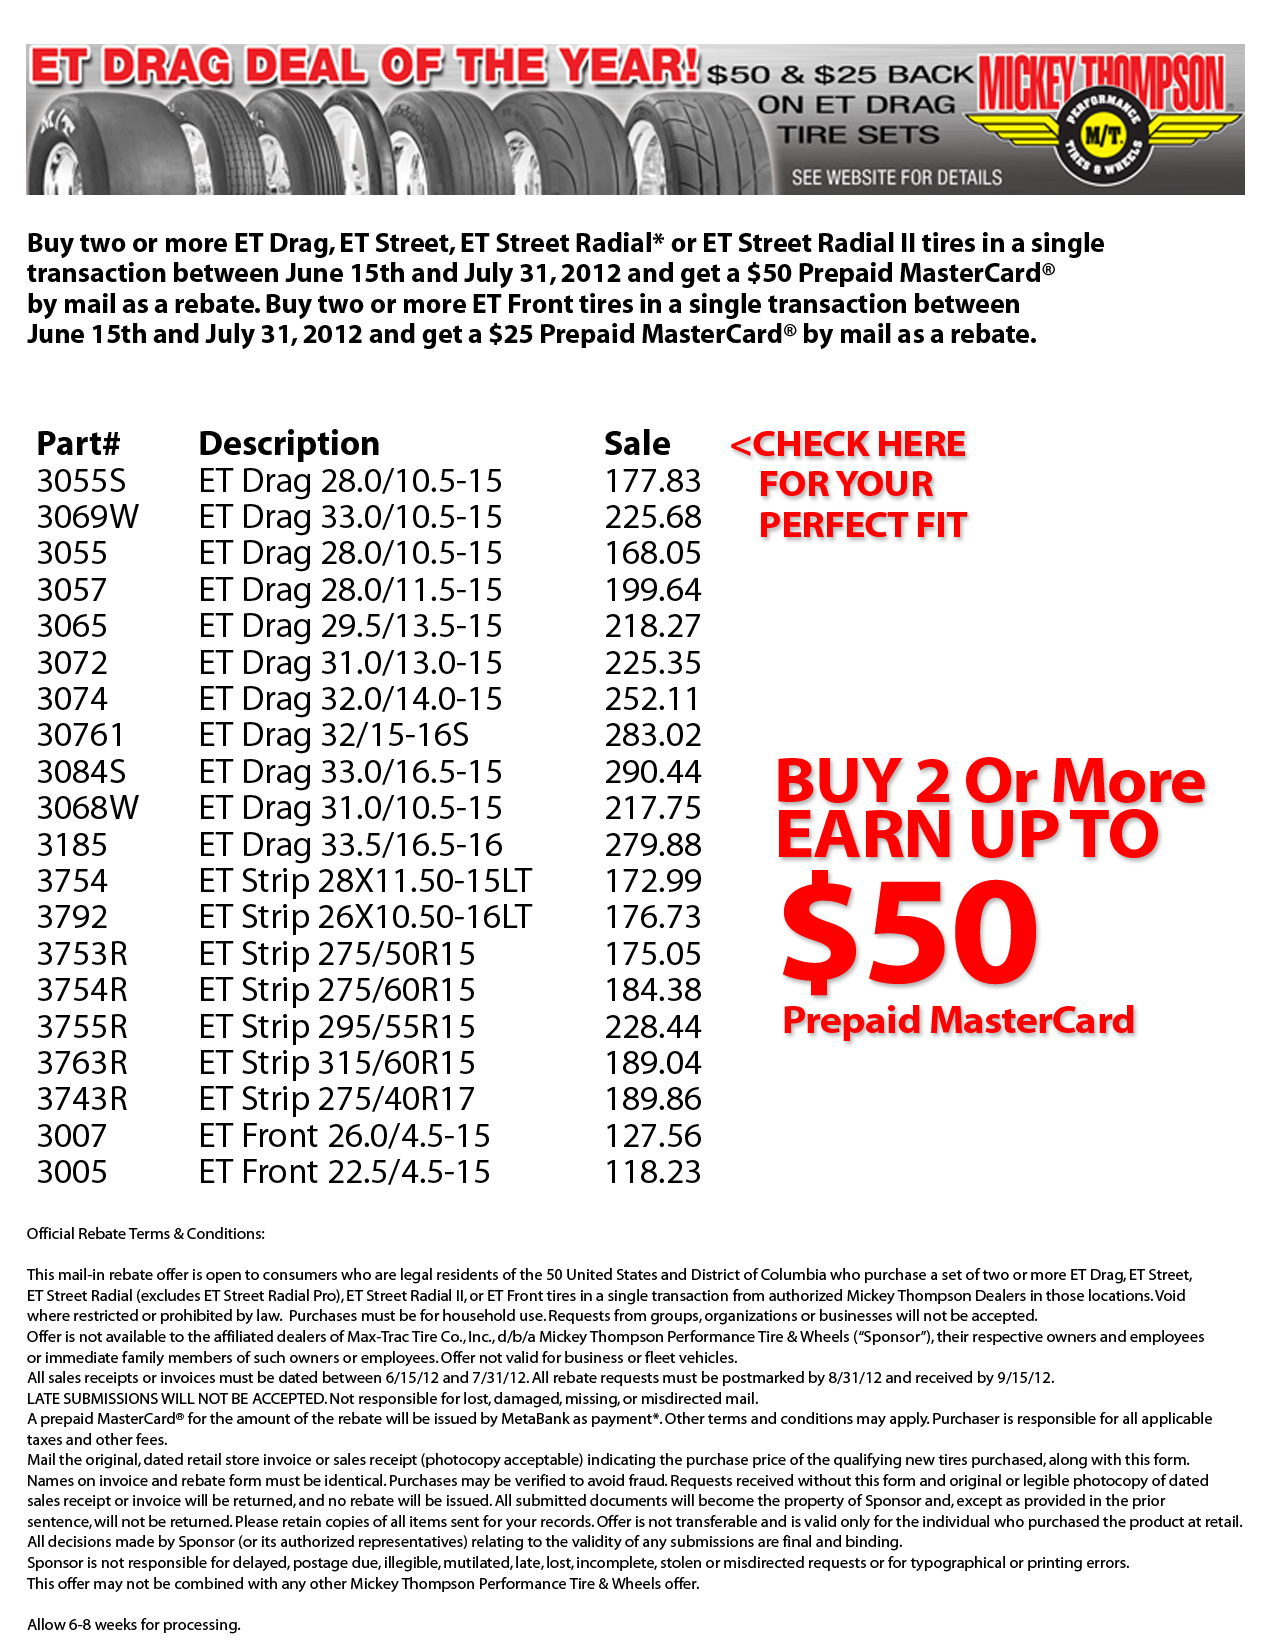 ET DRAG DEAL OF THE YEAR!
$50 & $25 BACK
ON ET DRAG
TIRE SETS
SEE WEBSITE FOR DETAILS
MICKEY THOMPSON
PERFORMANCE
M/T.
TIRES & WHEELS
M/T
Buy two or more ET Drag, ET Street, ET Street Radial* or ET Street Radial II tires in a single
transaction between June 15th and July 31, 2012 and get a $50 Prepaid MasterCard®
by mail as a rebate. Buy two or more ET Front tires in a single transaction between
June 15th and July 31, 2012 and get a $25 Prepaid MasterCard® by mail as a rebate.
Part# Description Sale <CHECK HERE
FOR YOUR
PERFECT FIT
3055S ET Drag 28.0/10.5-15 177.83
3069W ET Drag 33.0/10.5-15 225.68
3055 ET Drag 28.0/10.5-15 168.05
3057 ET Drag 28.0/11.5-15 199.64
3065 ET Drag 29.5/13.5-15 218.27
3072 ET Drag 31.0/13.0-15 225.35
3074 ET Drag 32.0/14.0-15 252.11
30761 ET Drag 32/15-16S 283.02
3084S ET Drag 33.0/16.5-15 290.44
3068W ET Drag 31.0/10.5-15 217.75
3185 ET Drag 33.5/16.5-16 279.88
3754 ET Strip 28X11.50-15LT 172.99
3792 ET Strip 26X10.50-16LT 176.73
3753R ET Strip 275/50R15 175.05
3754R ET Strip 275/60R15 184.38
3755R ET Strip 295/55R15 228.44
3763R ET Strip 315/60R15 189.04
3743R ET Strip 275/40R17 189.86
3007 ET Front 26.0/4.5-15 127.56
3005 ET Front 22.5/4.5-15 118.23
BUY 2 Or More
EARN UP TO
$50
Prepaid MasterCard
Official Rebate Terms & Conditions:
This mail-in rebate offer is open to consumers who are legal residents of the 50 United States and District of Columbia who purchase a set of two or more ET Drag, ET Street,
ET Street Radial (excludes ET Street Radial Pro), ET Street Radial II, or ET Front tires in a single transaction from authorized Mickey Thompson Dealers in those locations. Void
where restricted or prohibited by law. Purchases must be for household use. Requests from groups, organizations or businesses will not be accepted.
Offer is not available to the affiliated dealers of Max-Trac Tire Co., Inc., d/b/a Mickey Thompson Performance Tire & Wheels (“Sponsor”), their respective owners and employees
or immediate family members of such owners or employees. Offer not valid for business or fleet vehicles.
All sales receipts or invoices must be dated between 6/15/12 and 7/31/12. All rebate requests must be postmarked by 8/31/12 and received by 9/15/12.
LATE SUBMISSIONS WILL NOT BE ACCEPTED. Not responsible for lost, damaged, missing, or misdirected mail.
A prepaid MasterCard® for the amount of the rebate will be issued by MetaBank as payment*. Other terms and conditions may apply. Purchaser is responsible for all applicable
taxes and other fees.
Mail the original, dated retail store invoice or sales receipt (photocopy acceptable) indicating the purchase price of the qualifying new tires purchased, along with this form.
Names on invoice and rebate form must be identical. Purchases may be verified to avoid fraud. Requests received without this form and original or legible photocopy of dated
sales receipt or invoice will be returned, and no rebate will be issued. All submitted documents will become the property of Sponsor and, except as provided in the prior
sentence, will not be returned. Please retain copies of all items sent for your records. Offer is not transferable and is valid only for the individual who purchased the product at retail.
All decisions made by Sponsor (or its authorized representatives) relating to the validity of any submissions are final and binding.
Sponsor is not responsible for delayed, postage due, illegible, mutilated, late, lost, incomplete, stolen or misdirected requests or for typographical or printing errors.
This offer may not be combined with any other Mickey Thompson Performance Tire & Wheels offer.
Allow 6-8 weeks for processing.